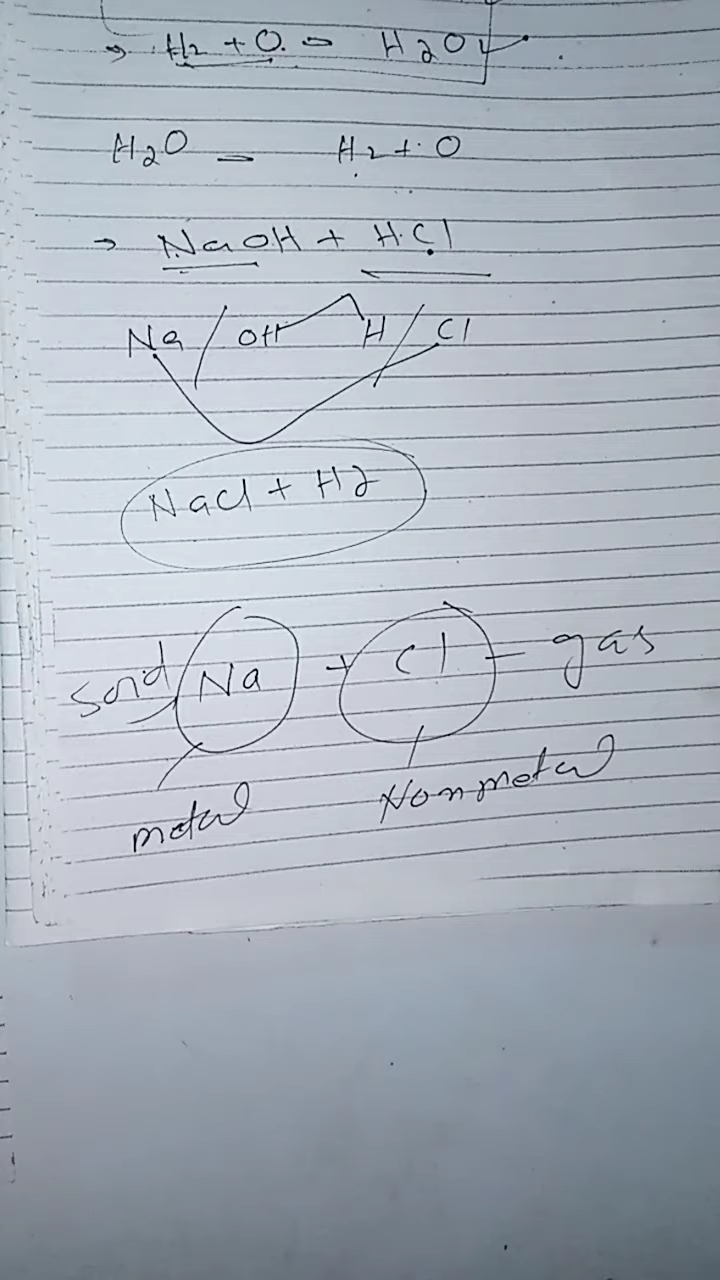 → H2 + O = H2O
H2O = H2 + O
→ NaOH + HCl
Na / OH H / Cl
NaCl + H2
Solid Na + Cl - gas
metal Nonmetal